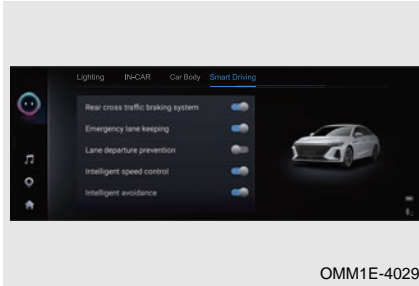 Lighting IN-CAR Car Body Smart Driving
Rear cross traffic braking system
Emergency lane keeping
Lane departure prevention
Intelligent speed control
Intelligent avoidance
OMM1E-4029